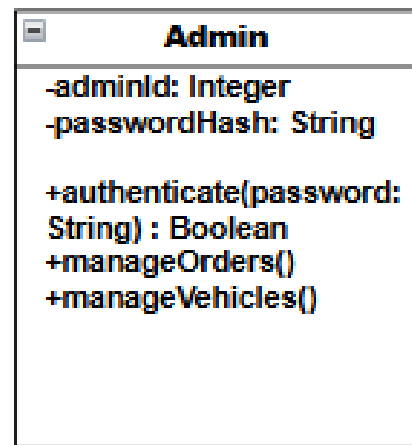 Admin
-adminId: Integer
-passwordHash: String
+authenticate(password:
String) : Boolean
+manageOrders()
+manageVehicles()